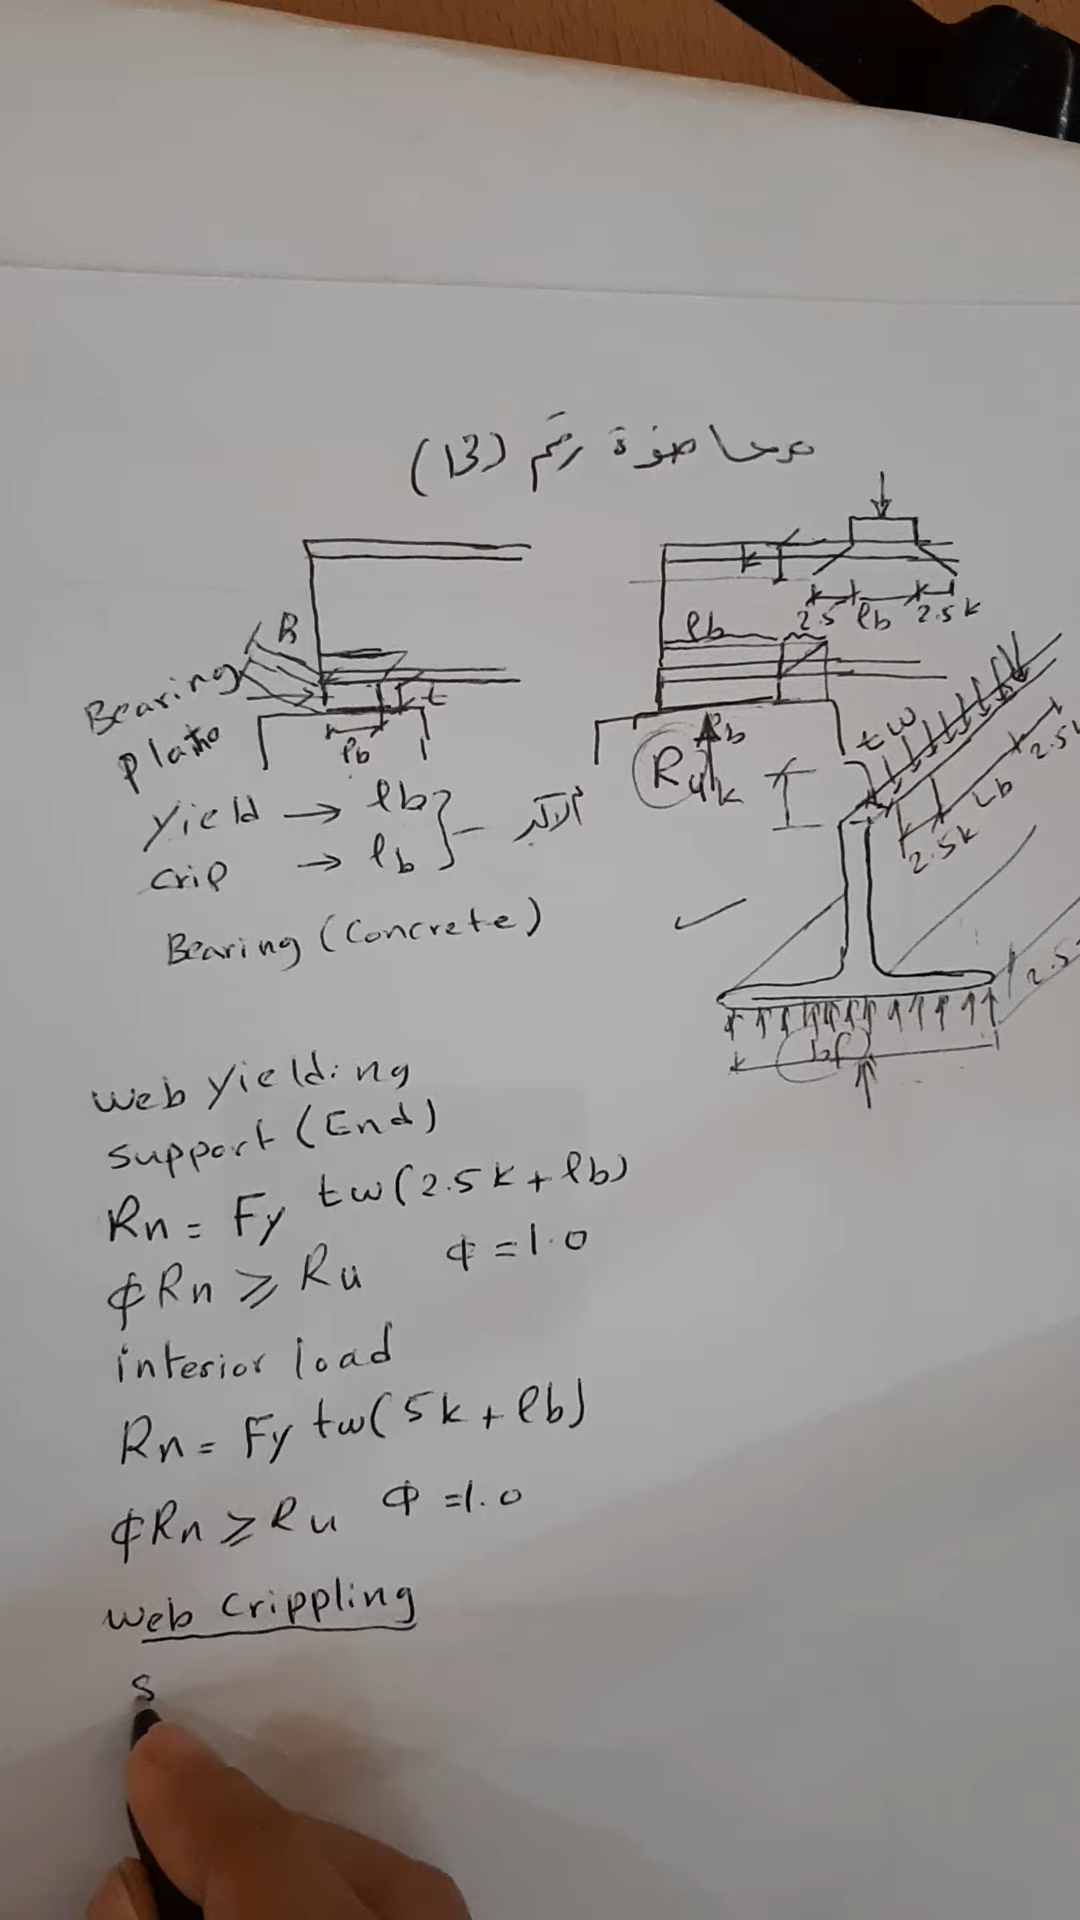 محاضرة رقم (13)
B
Bearing
t
lb
k
2.5 lb 2.5k
lb
Ru
k
tw
2.5k Lb 2.5k
yield → lb
crip → lb
الاكبر
Bearing (Concrete)
2.5
bf
web yielding
support (End)
Rn = Fy tw (2.5k + lb)
ϕRn ⩾ Ru ϕ = 1.0
interior load
Rn = Fy tw (5k + lb)
ϕRn ⩾ Ru ϕ = 1.0
web Crippling
S